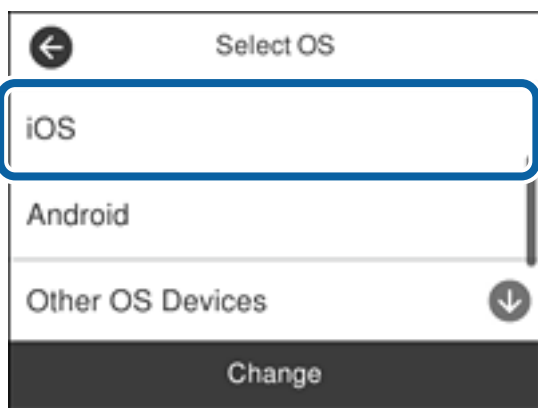 Select OS
iOS
Android
Other OS Devices
Change